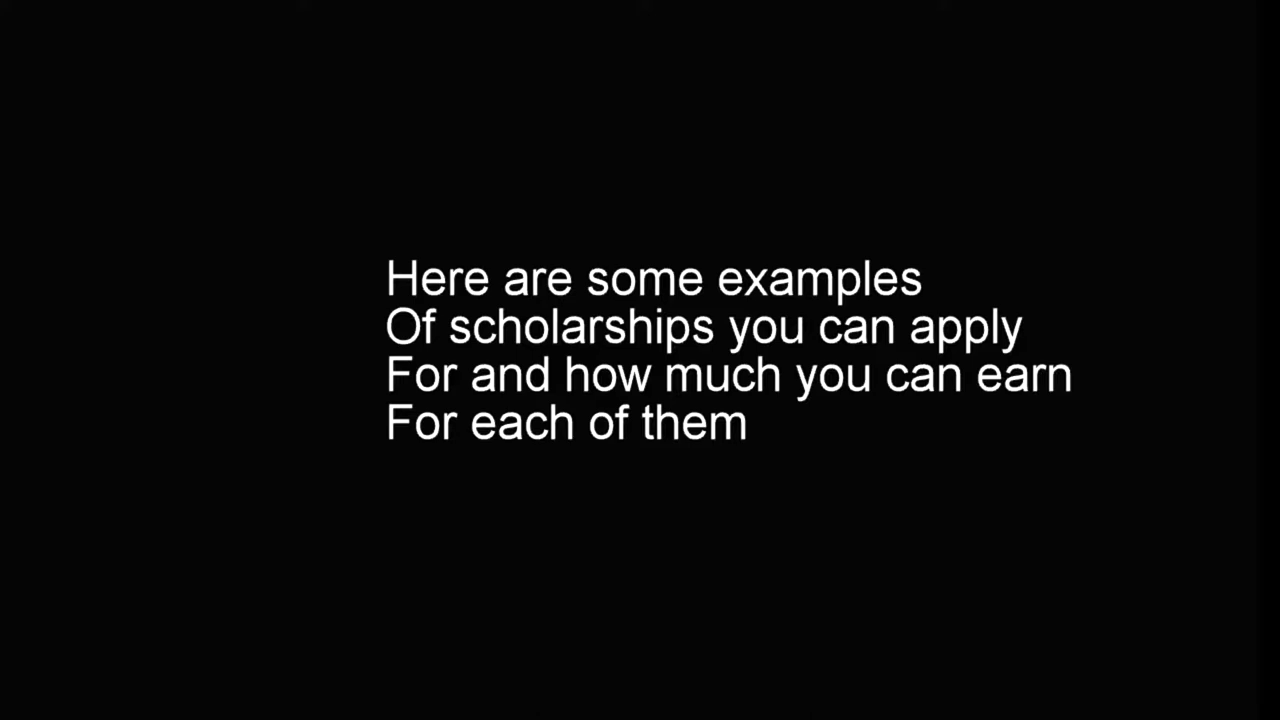 Here are some examples
Of scholarships you can apply
For and how much you can earn
For each of them